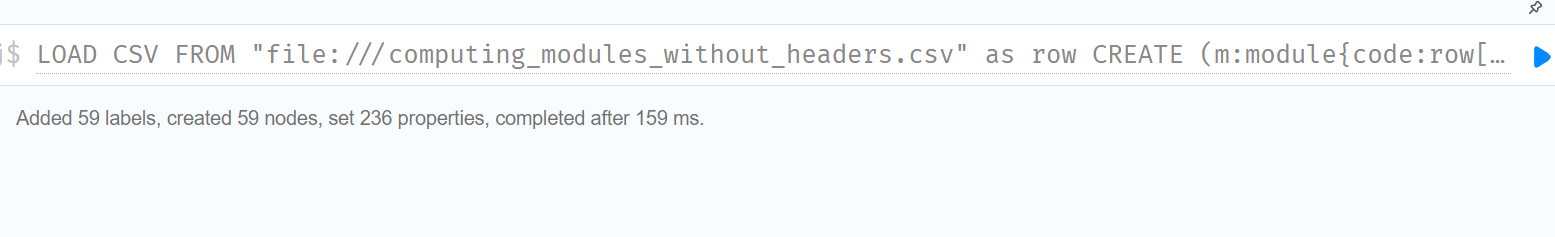 $ LOAD CSV FROM "file:///computing_modules_without_headers.csv" as row CREATE (m:module{code:row[…
Added 59 labels, created 59 nodes, set 236 properties, completed after 159 ms.